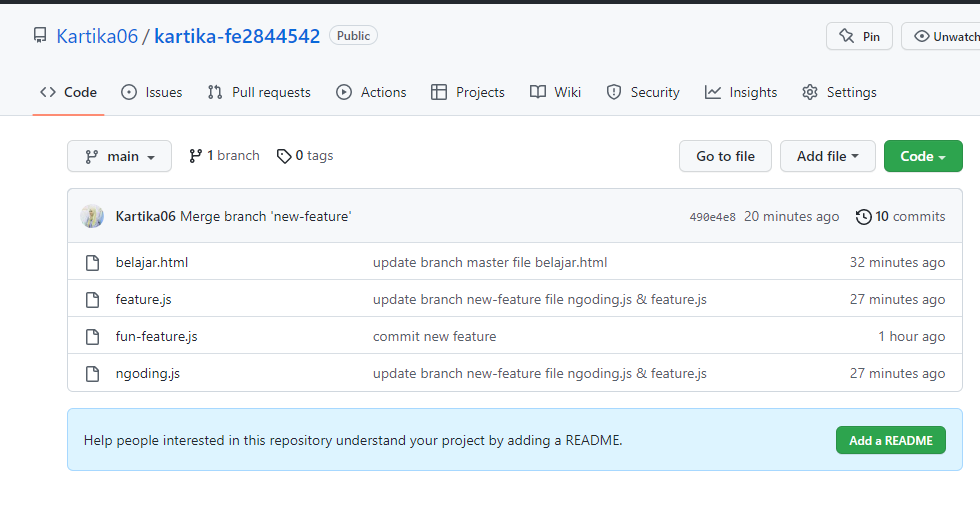 Kartika06 / kartika-fe2844542 Public Pin Unwatch
Code Issues Pull requests Actions Projects Wiki Security Insights Settings
main 1 branch 0 tags Go to file Add file Code
Kartika06 Merge branch 'new-feature' 490e4e8 20 minutes ago 10 commits
belajar.html update branch master file belajar.html 32 minutes ago
feature.js update branch new-feature file ngoding.js & feature.js 27 minutes ago
fun-feature.js commit new feature 1 hour ago
ngoding.js update branch new-feature file ngoding.js & feature.js 27 minutes ago
Help people interested in this repository understand your project by adding a README. Add a README